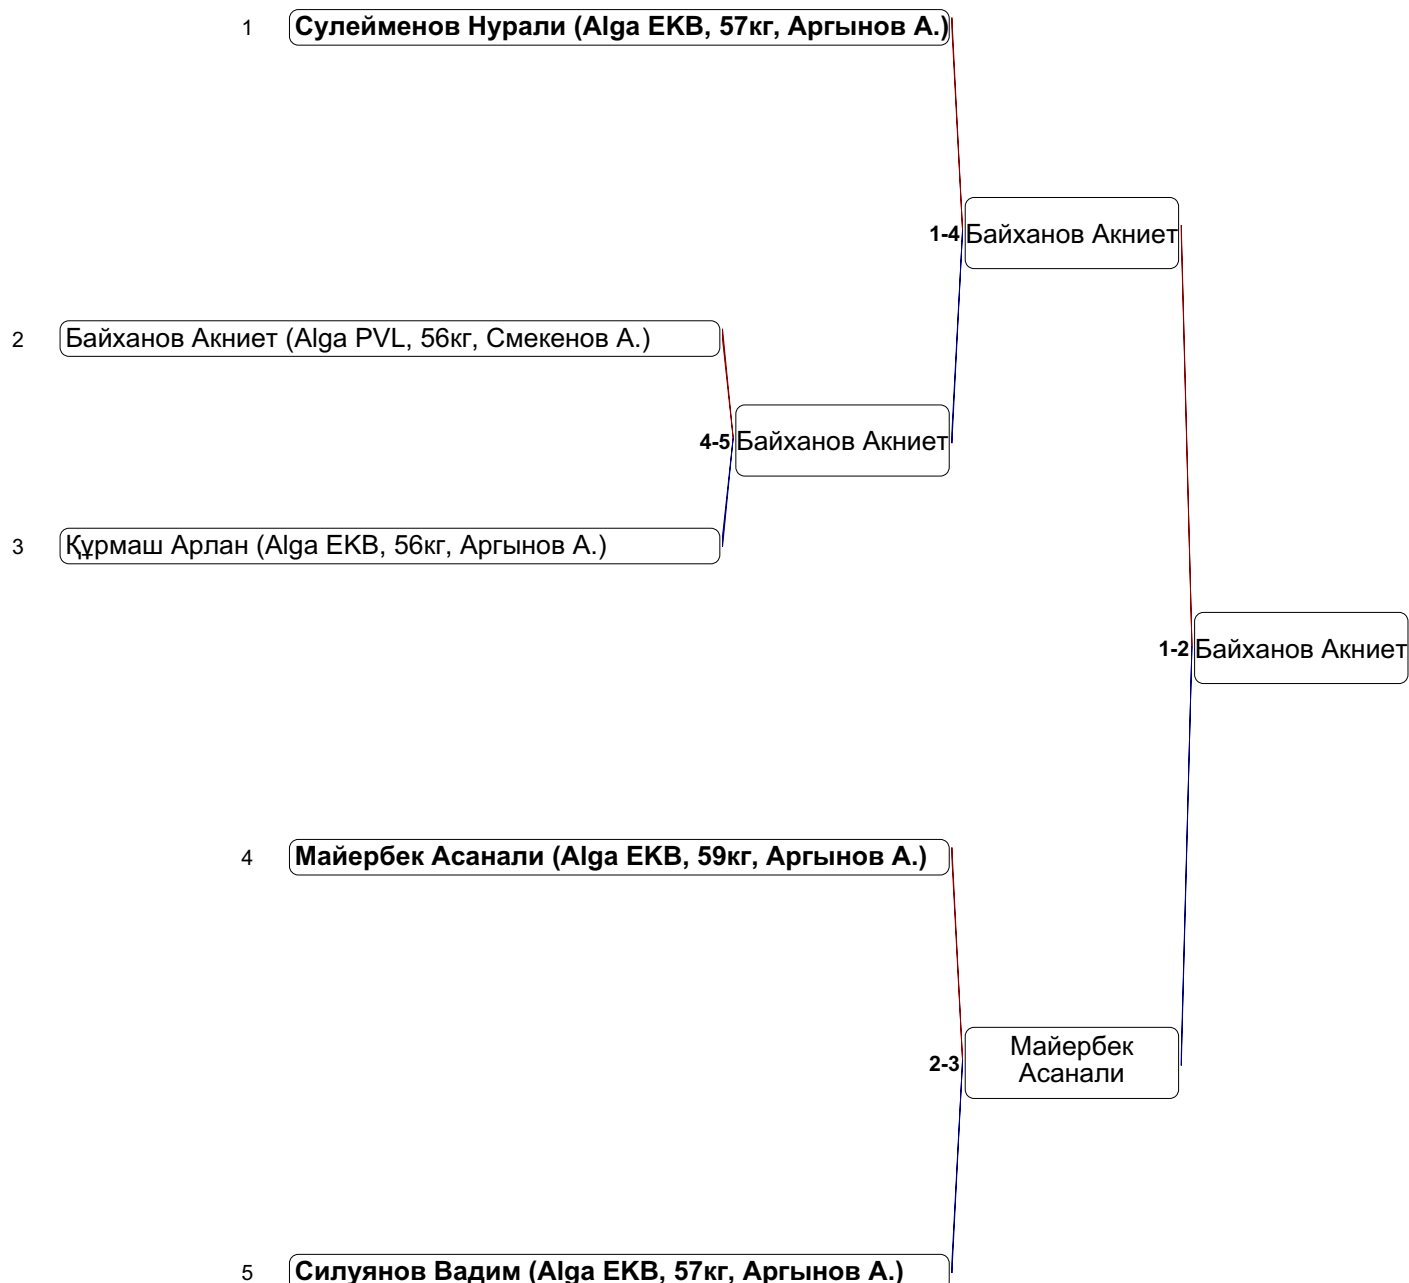 1 Сулейменов Нурали (Alga EKB, 57кг, Аргынов А.)
1-4 Байханов Акниет
2 Байханов Акниет (Alga PVL, 56кг, Смекенов А.)
4-5 Байханов Акниет
3 Құрмаш Арлан (Alga EKB, 56кг, Аргынов А.)
1-2 Байханов Акниет
4 Майербек Асанали (Alga EKB, 59кг, Аргынов А.)
2-3 Майербек
Асанали
5 Силуянов Вадим (Alga EKB, 57кг, Аргынов А.)